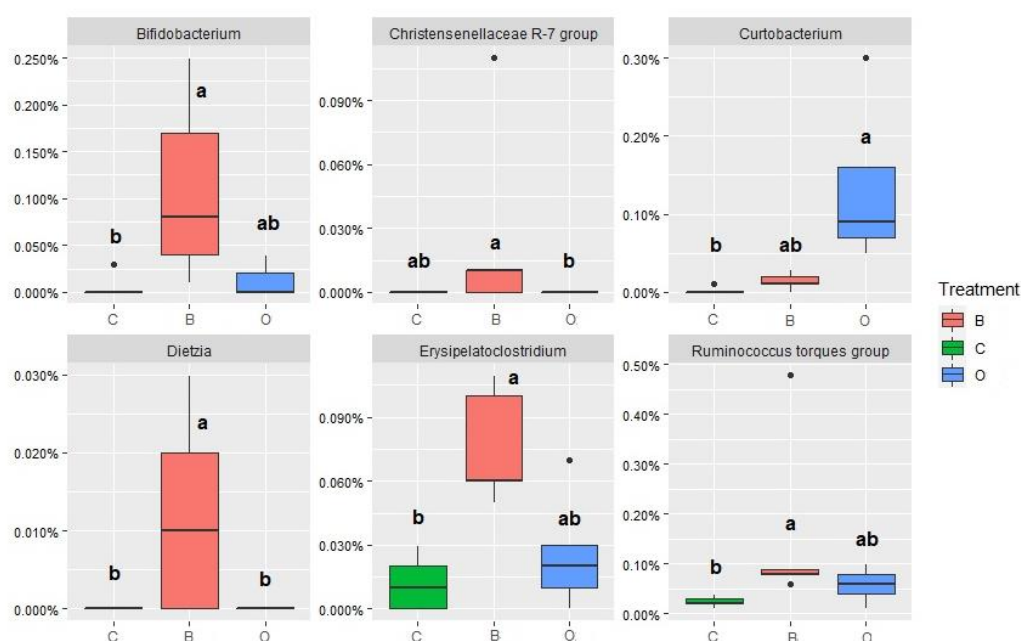 Bifidobacterium
0.250%
0.200%
0.150%
0.100%
0.050%
0.000%
b
a
ab
C B O
Christensenellaceae R-7 group
0.090%
0.060%
0.030%
0.000%
ab
a
b
C B O
Curtobacterium
0.30%
0.20%
0.10%
0.00%
b
ab
a
C B O
Dietzia
0.030%
0.020%
0.010%
0.000%
b
a
b
C B O
Erysipelatoclostridium
0.090%
0.060%
0.030%
0.000%
b
a
ab
C B O
Ruminococcus torques group
0.50%
0.40%
0.30%
0.20%
0.10%
0.00%
b
a
ab
C B O
Treatment
B
C
O